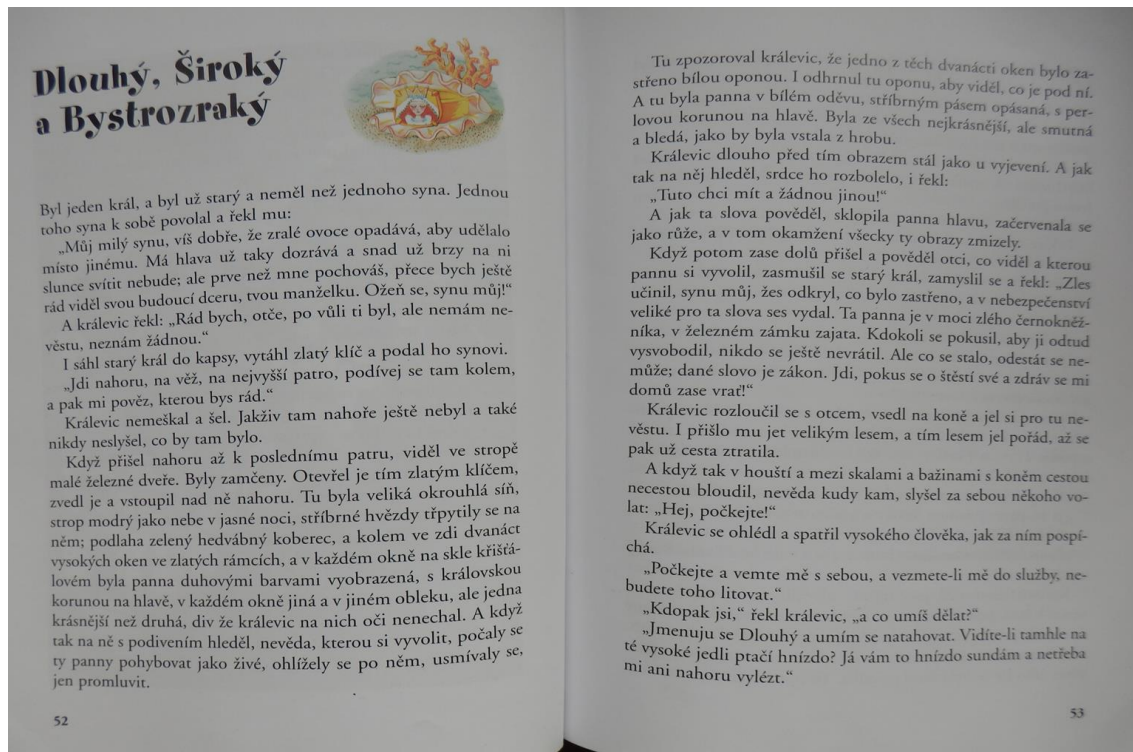 Dlouhý, Široký
a Bystrozraký
Byl jeden král, a byl už starý a neměl než jednoho syna. Jednou
toho syna k sobě povolal a řekl mu:
„Můj milý synu, víš dobře, že zralé ovoce opadává, aby udělalo
místo jinému. Má hlava už taky dozrává a snad už brzy na ni
slunce svítit nebude; ale prve než mne pochováš, přece bych ještě
rád viděl svou budoucí dceru, tvou manželku. Ožeň se, synu můj!“
A králevic řekl: „Rád bych, otče, po vůli ti byl, ale nemám ne-
věstu, neznám žádnou.“
I sáhl starý král do kapsy, vytáhl zlatý klíč a podal ho synovi.
„Jdi nahoru, na věž, na nejvyšší patro, podívej se tam kolem,
a pak mi pověz, kterou bys rád.“
Králevic nemeškal a šel. Jakživ tam nahoře ještě nebyl a také
nikdy neslyšel, co by tam bylo.
Když přišel nahoru až k poslednímu patru, viděl ve stropě
malé železné dveře. Byly zamčeny. Otevřel je tím zlatým klíčem,
zvedl je a vstoupil nad ně nahoru. Tu byla veliká okrouhlá síň,
strop modrý jako nebe v jasné noci, stříbrné hvězdy třpytily se na
něm; podlaha zelený hedvábný koberec, a kolem ve zdi dvanáct
vysokých oken ve zlatých rámcích, a v každém okně na skle křišťá-
lovém byla panna duhovými barvami vyobrazená, s královskou
korunou na hlavě, v každém okně jiná a v jiném obleku, ale jedna
krásnější než druhá, div že králevic na nich oči nenechal. A když
tak na ně s podivením hleděl, nevěda, kterou si vyvolit, počaly se
ty panny pohybovat jako živé, ohlížely se po něm, usmívaly se,
jen promluvit.
52
Tu zpozoroval králevic, že jedno z těch dvanácti oken bylo za-
střeno bílou oponou. I odhrnul tu oponu, aby viděl, co je pod ní.
A tu byla panna v bílém oděvu, stříbrným pásem opásaná, s per-
lovou korunou na hlavě. Byla ze všech nejkrásnější, ale smutná
a bledá, jako by byla vstala z hrobu.
Králevic dlouho před tím obrazem stál jako u vyjevení. A jak
tak na něj hleděl, srdce ho rozbolelo, i řekl:
„Tuto chci mít a žádnou jinou!“
A jak ta slova pověděl, sklopila panna hlavu, začervenala se
jako růže, a v tom okamžení všecky ty obrazy zmizely.
Když potom zase dolů přišel a pověděl otci, co viděl a kterou
pannu si vyvolil, zasmušil se starý král, zamyslil se a řekl: „Zles
učinil, synu můj, žes odkryl, co bylo zastřeno, a v nebezpečenství
veliké pro ta slova ses vydal. Ta panna je v moci zlého černokněž-
níka, v železném zámku zajata. Kdokoli se pokusil, aby ji odtud
vysvobodil, nikdo se ještě nevrátil. Ale co se stalo, odestát se ne-
může; dané slovo je zákon. Jdi, pokus se o štěstí své a zdráv se mi
domů zase vrať!“
Králevic rozloučil se s otcem, vsedl na koně a jel si pro tu ne-
věstu. I přišlo mu jet velikým lesem, a tím lesem jel pořád, až se
pak už cesta ztratila.
A když tak v houští a mezi skalami a bažinami s koněm cestou
necestou bloudil, nevěda kudy kam, slyšel za sebou někoho vo-
lat: „Hej, počkejte!“
Králevic se ohlédl a spatřil vysokého člověka, jak za ním pospí-
chá.
„Počkejte a vemte mě s sebou, a vezmete-li mě do služby, ne-
budete toho litovat.“
„Kdopak jsi,“ řekl králevic, „a co umíš dělat?“
„Jmenuju se Dlouhý a umím se natahovat. Vidíte-li tamhle na
té vysoké jedli ptačí hnízdo? Já vám to hnízdo sundám a netřeba
mi ani nahoru vylézt.“
53